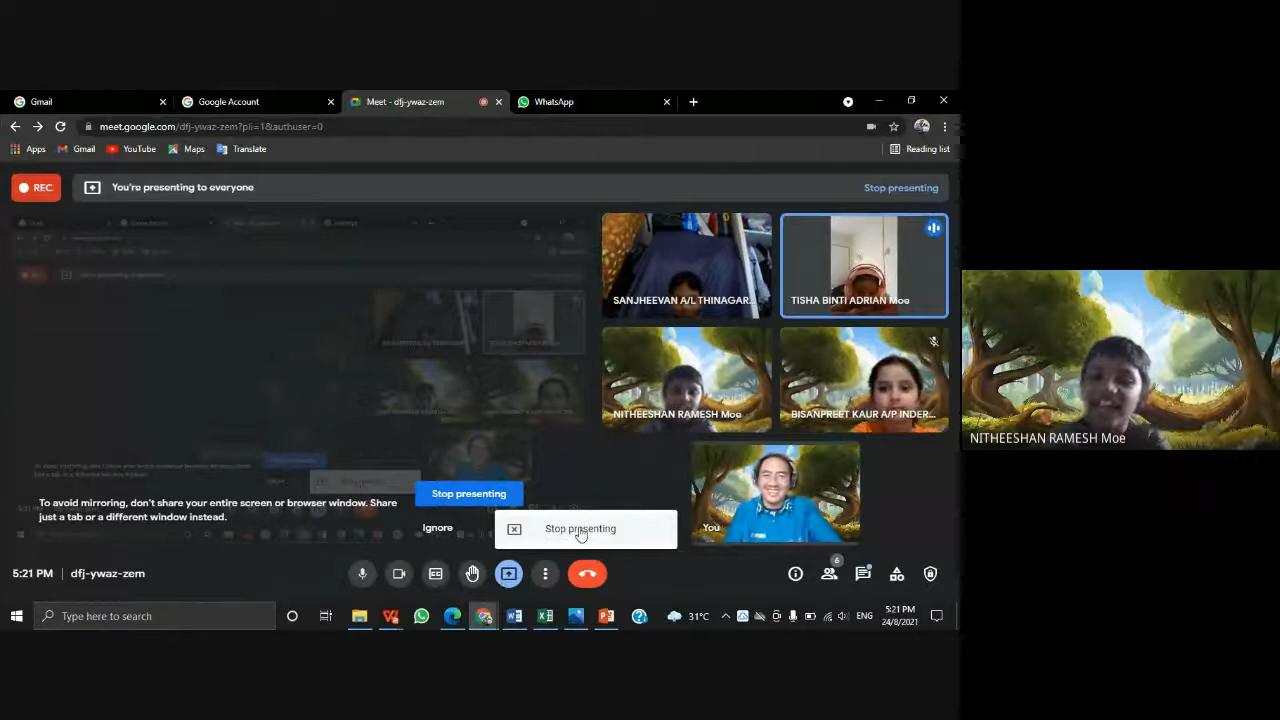 Gmail
Google Account
Meet - dfj-ywaz-zem
WhatsApp
meet.google.com/dfj-ywaz-zem?pli=1&authuser=0
Apps
Gmail
YouTube
Maps
Translate
Reading list
REC
You're presenting to everyone
Stop presenting
SANJHEEVAN A/L THINAGAR...
TISHA BINTI ADRIAN Moe
NITHEESHAN RAMESH Moe
BISANPREET KAUR A/P INDER...
NITHEESHAN RAMESH Moe
To avoid mirroring, don't share your entire screen or browser window. Share
just a tab or a different window instead.
Stop presenting
Ignore
Stop presenting
You
5:21 PM | dfj-ywaz-zem
6
Type here to search
31°C
ENG
5:21 PM
24/8/2021